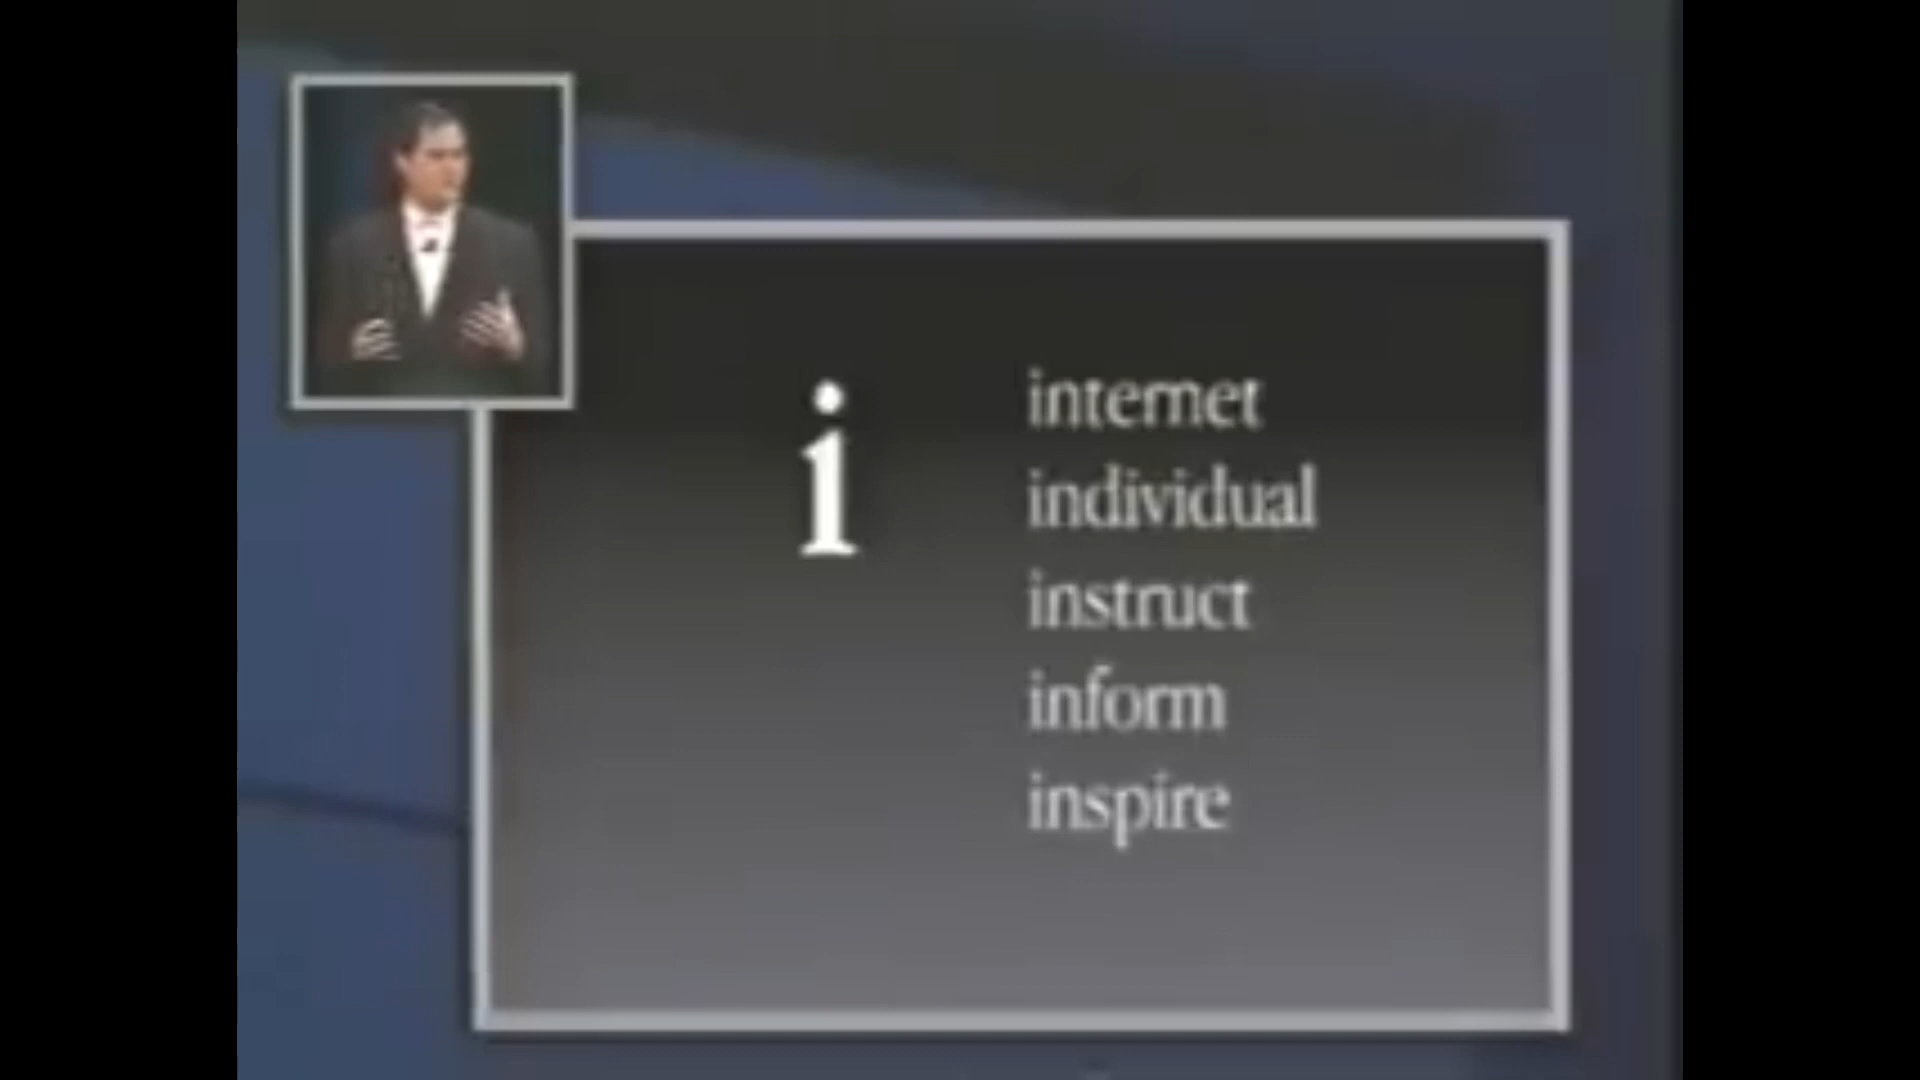 i
internet
individual
instruct
inform
inspire